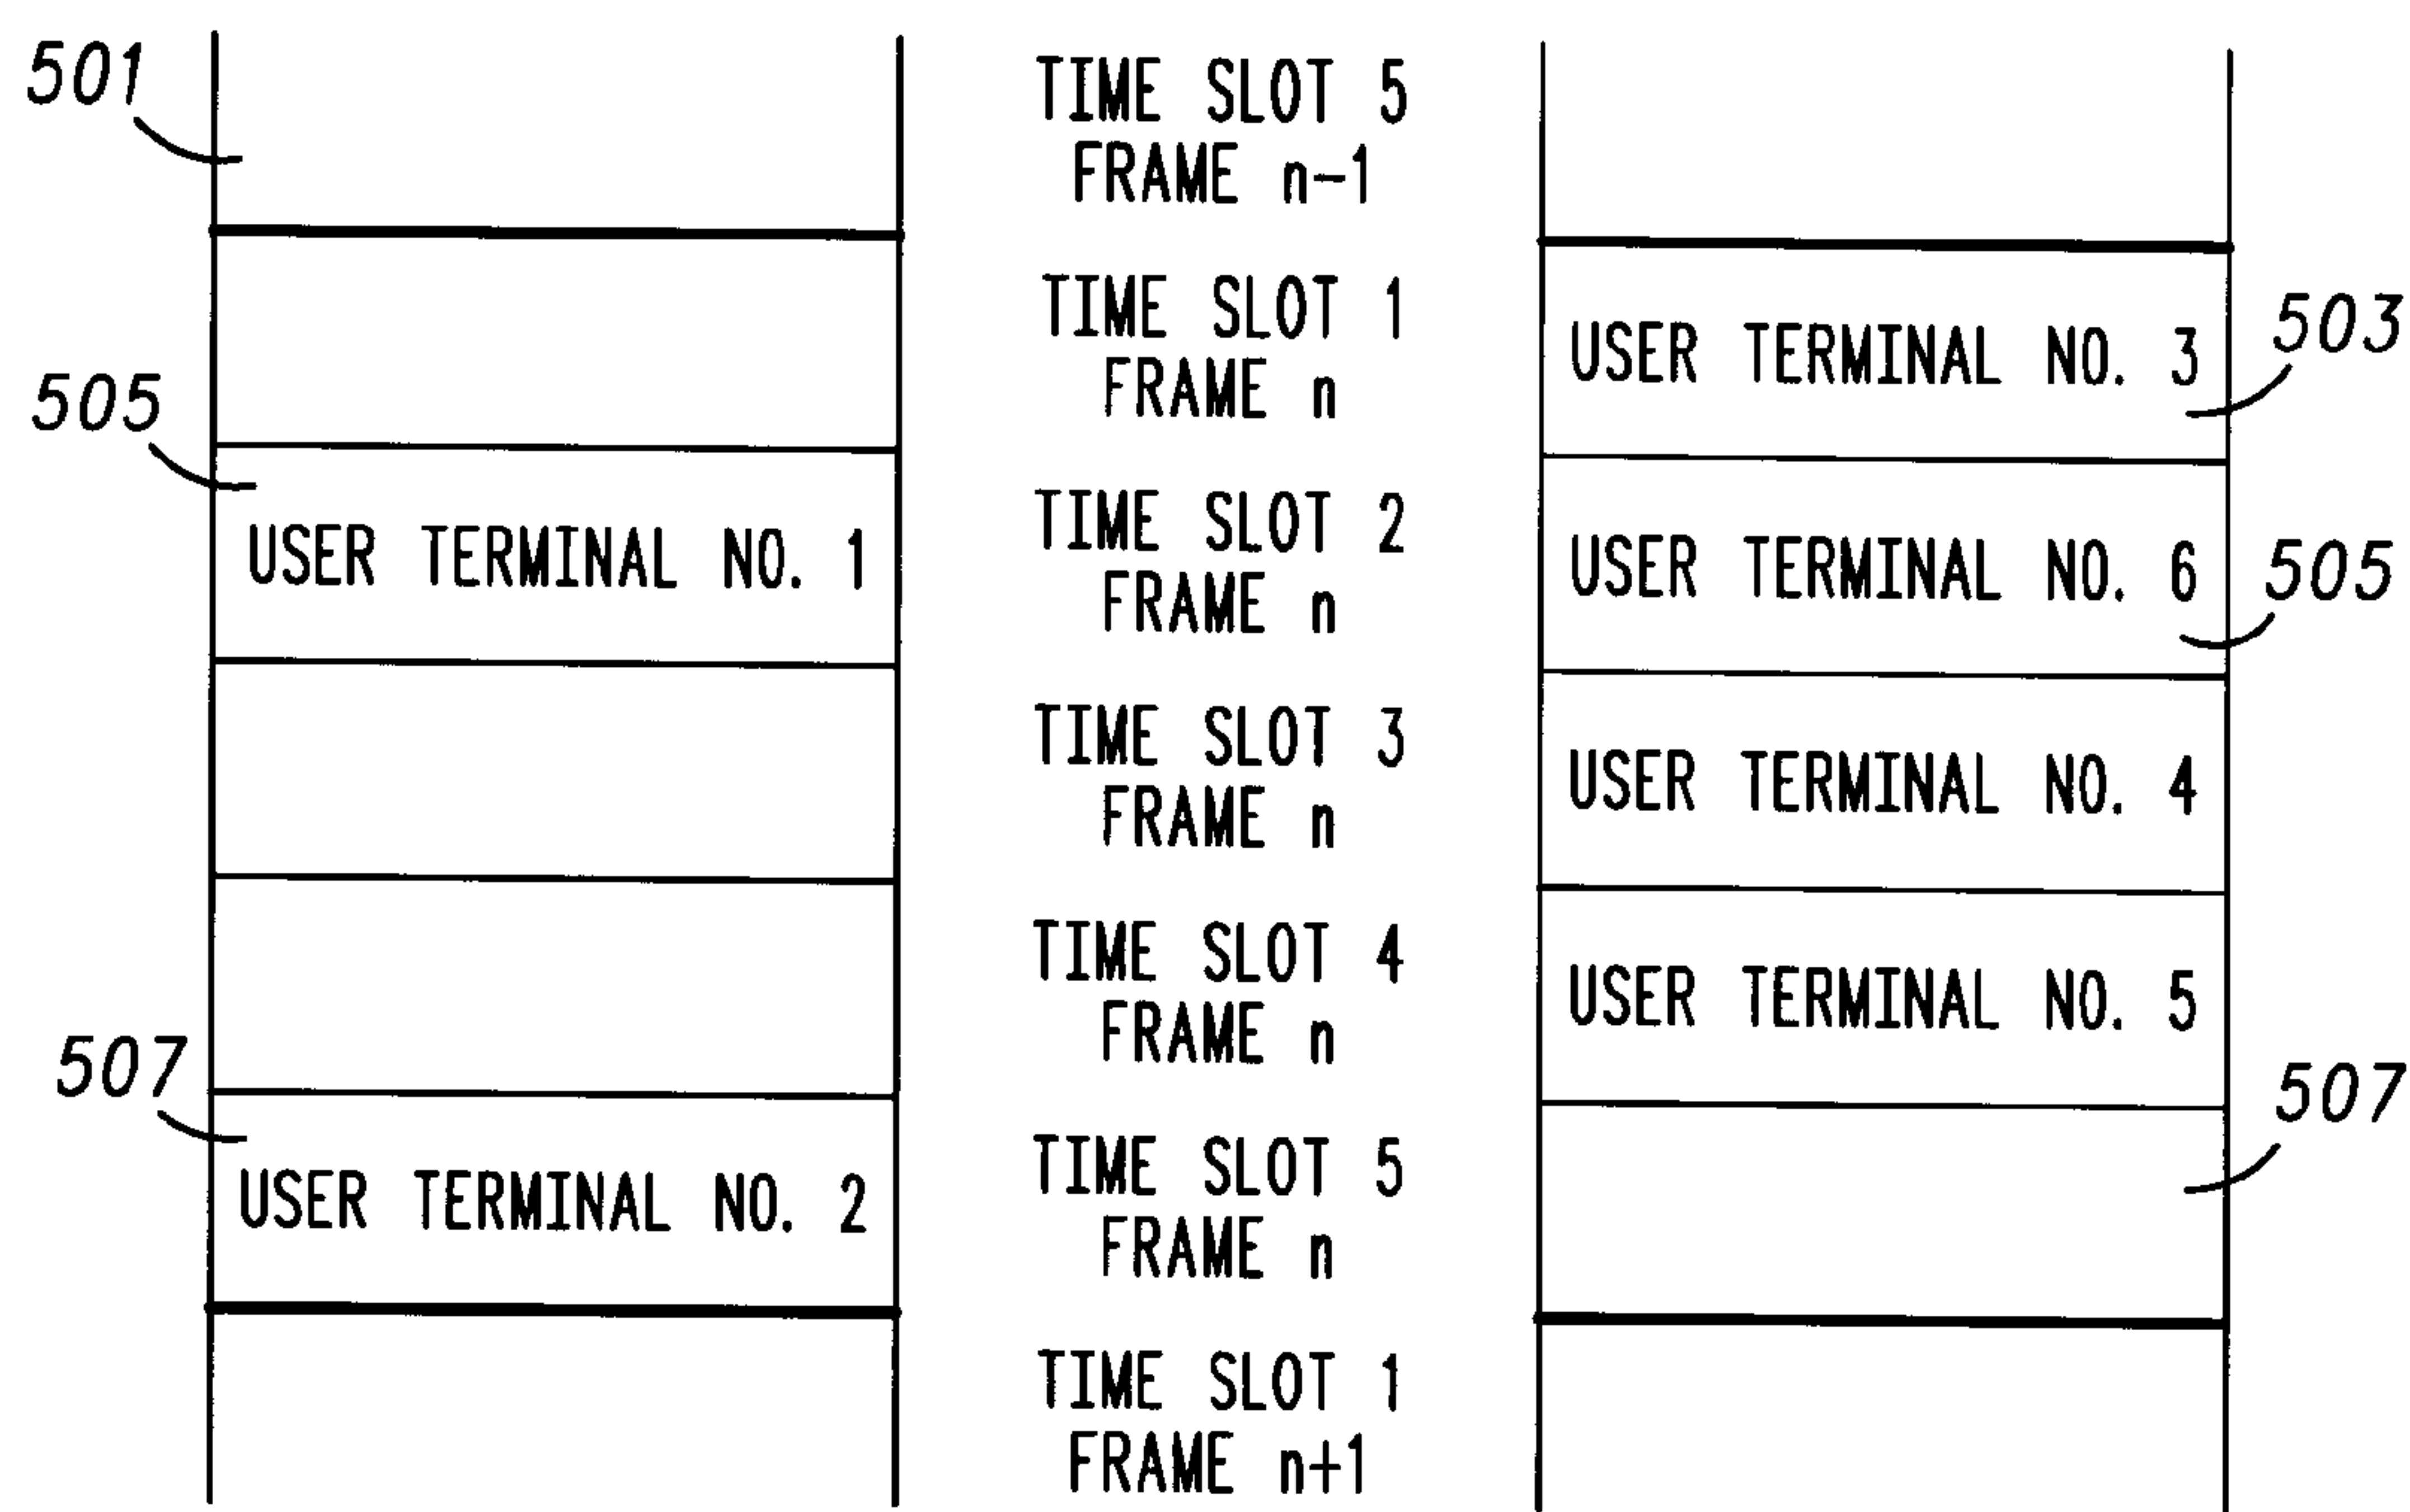 501
TIME SLOT 5
FRAME n-1
TIME SLOT 1
FRAME n
USER TERMINAL NO. 3
503
505
USER TERMINAL NO. 1
TIME SLOT 2
FRAME n
USER TERMINAL NO. 6
505
TIME SLOT 3
FRAME n
USER TERMINAL NO. 4
TIME SLOT 4
FRAME n
USER TERMINAL NO. 5
507
USER TERMINAL NO. 2
TIME SLOT 5
FRAME n
507
TIME SLOT 1
FRAME n+1